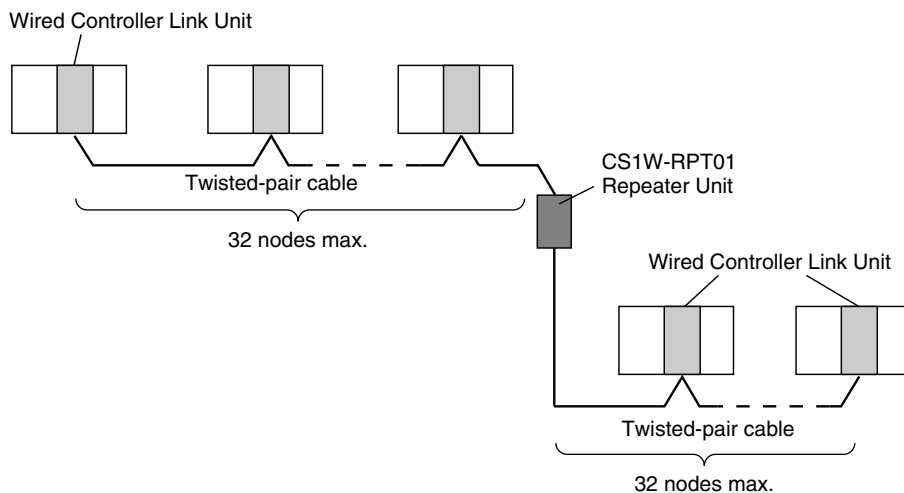 Wired Controller Link Unit
CS1W-RPT01
Repeater Unit
Twisted-pair cable
32 nodes max.
Wired Controller Link Unit
Twisted-pair cable
32 nodes max.